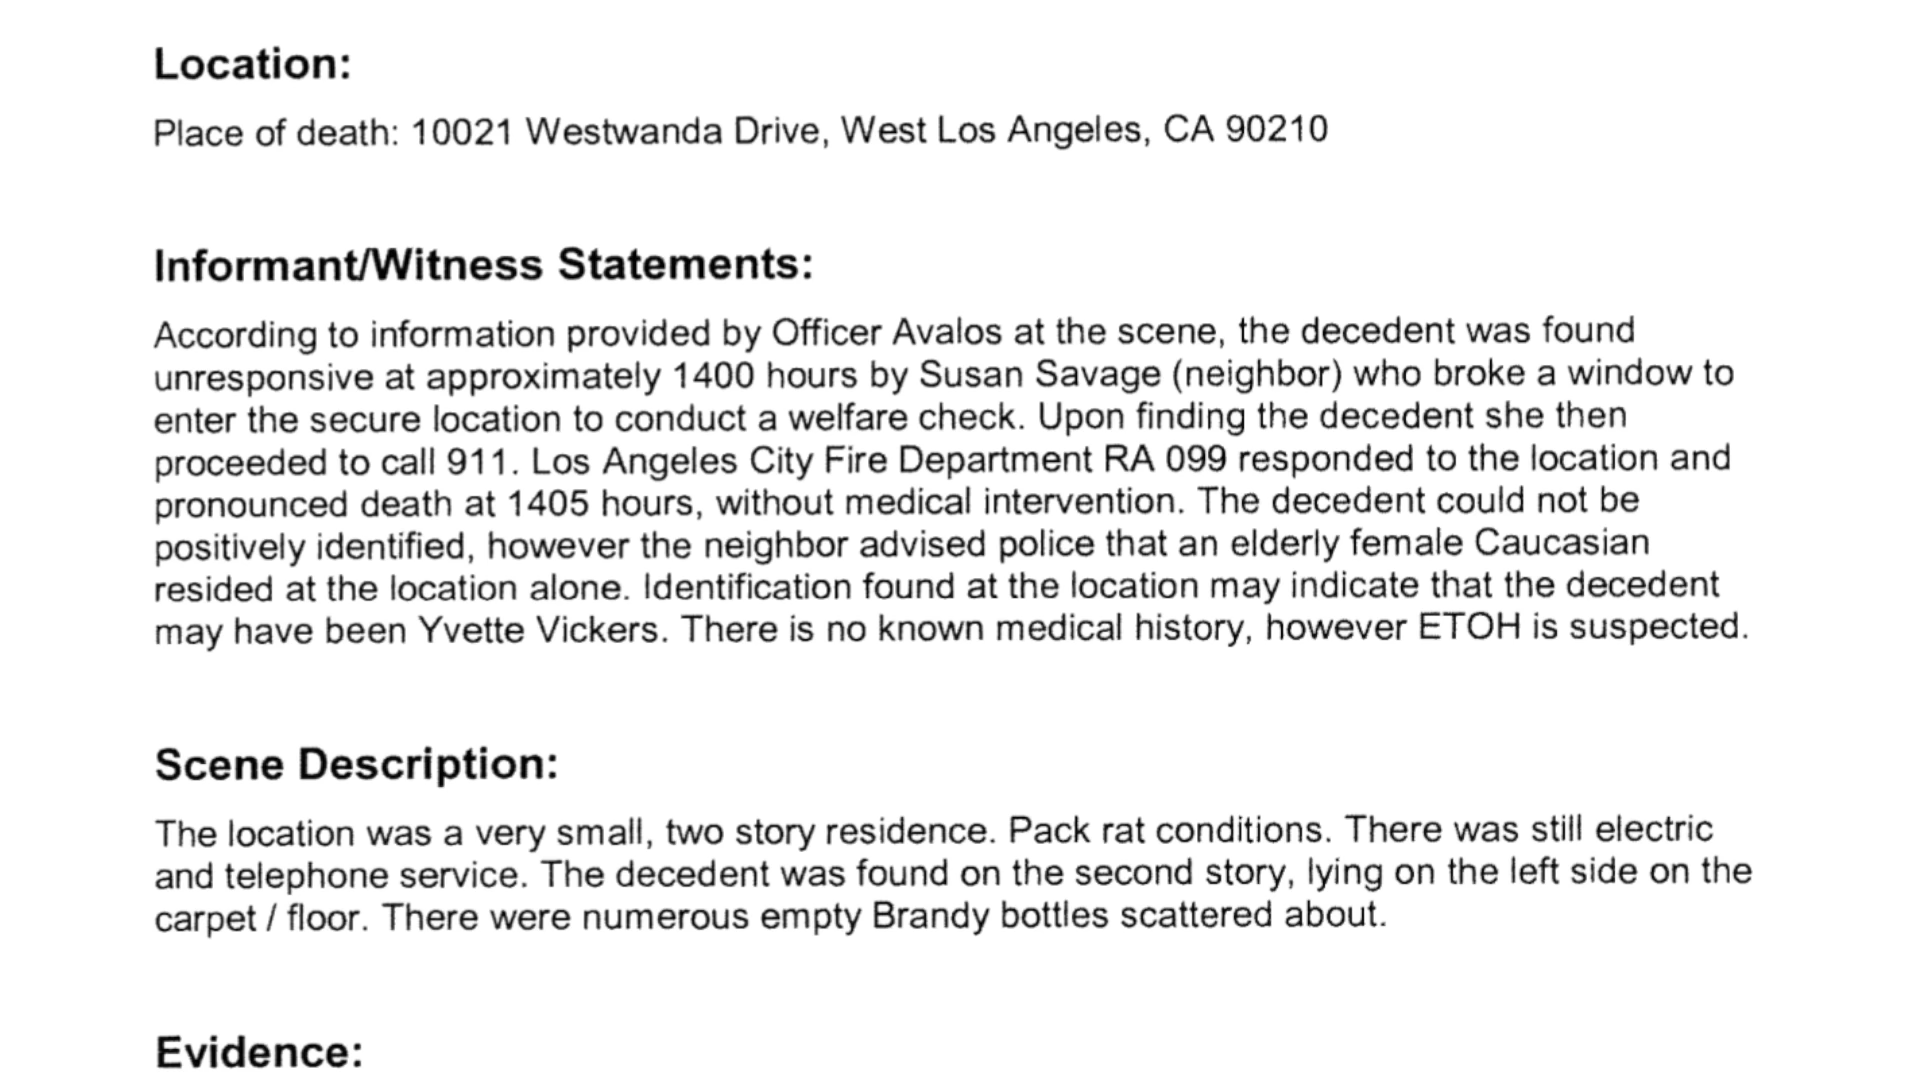 Location:
Place of death: 10021 Westwanda Drive, West Los Angeles, CA 90210
Informant/Witness Statements:
According to information provided by Officer Avalos at the scene, the decedent was found
unresponsive at approximately 1400 hours by Susan Savage (neighbor) who broke a window to
enter the secure location to conduct a welfare check. Upon finding the decedent she then
proceeded to call 911. Los Angeles City Fire Department RA 099 responded to the location and
pronounced death at 1405 hours, without medical intervention. The decedent could not be
positively identified, however the neighbor advised police that an elderly female Caucasian
resided at the location alone. Identification found at the location may indicate that the decedent
may have been Yvette Vickers. There is no known medical history, however ETOH is suspected.
Scene Description:
The location was a very small, two story residence. Pack rat conditions. There was still electric
and telephone service. The decedent was found on the second story, lying on the left side on the
carpet / floor. There were numerous empty Brandy bottles scattered about.
Evidence: